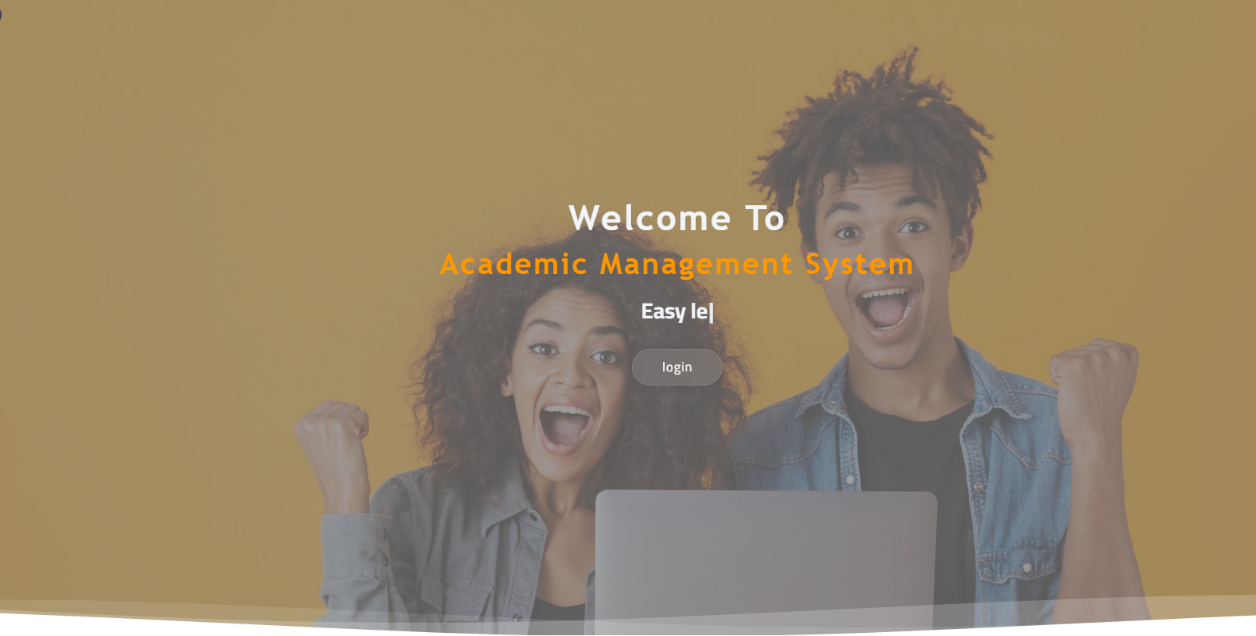 Welcome To
Academic Management System
Easy le|
login